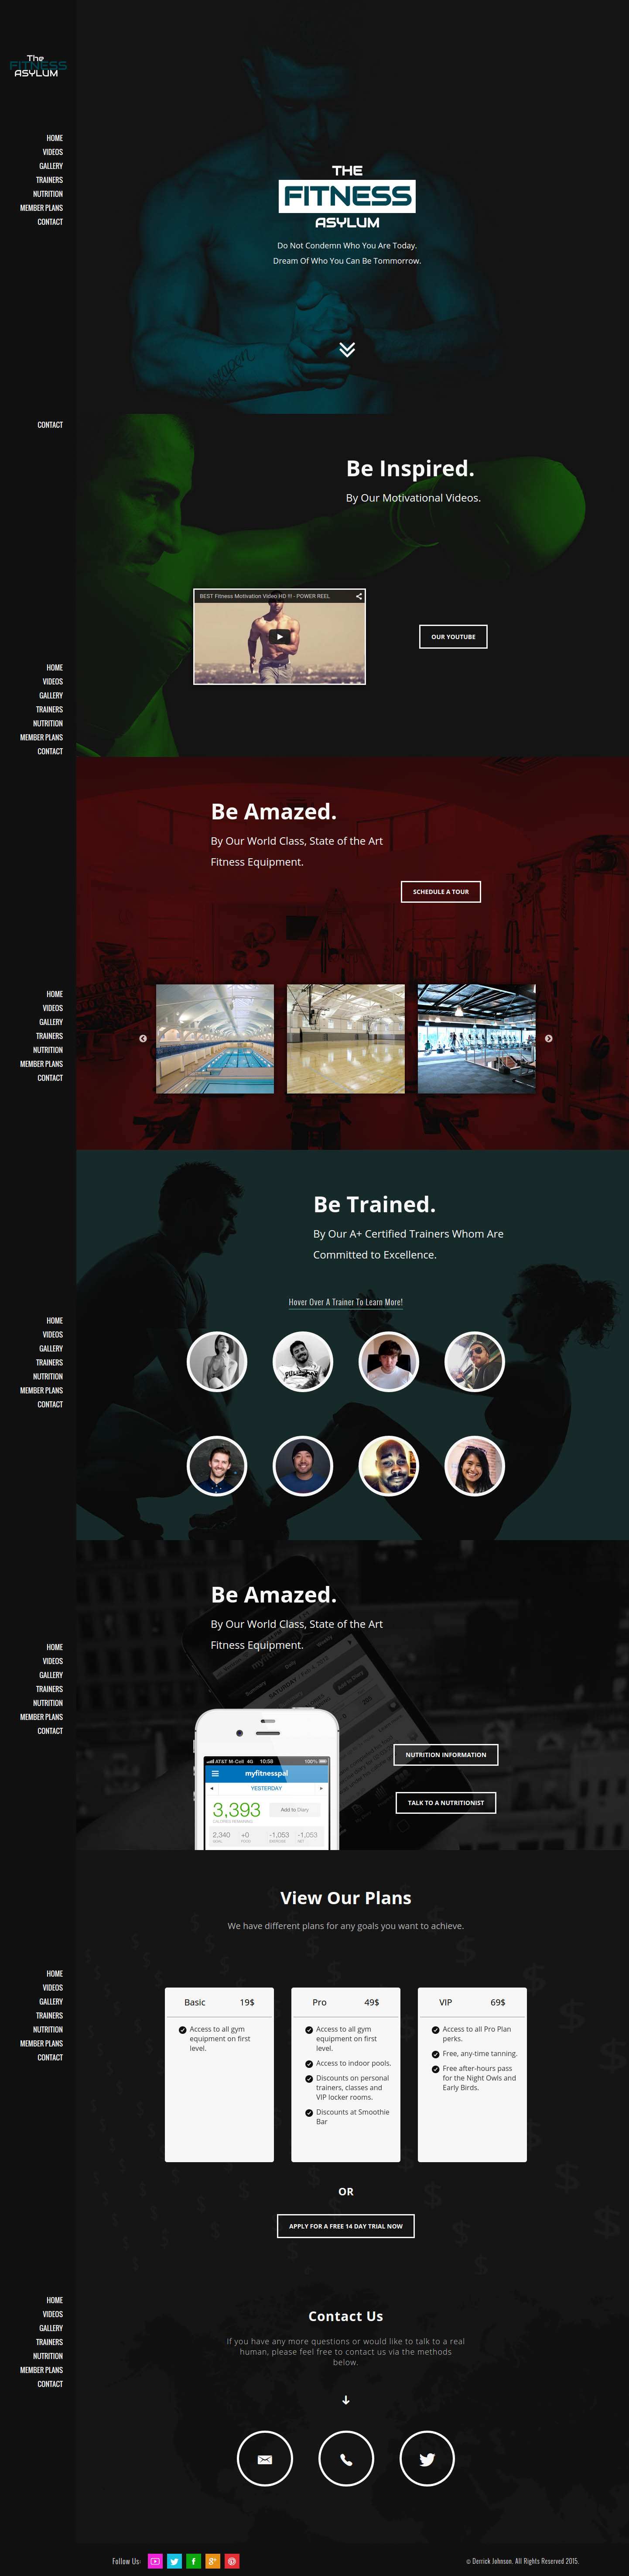 The
FITNESS
ASYLUM
HOME
VIDEOS
GALLERY
TRAINERS
NUTRITION
MEMBER PLANS
CONTACT
THE
FITNESS
ASYLUM
Do Not Condemn Who You Are Today.
Dream Of Who You Can Be Tommorrow.
CONTACT
Be Inspired.
By Our Motivational Videos.
BEST Fitness Motivation Video HD !!! - POWER REEL
OUR YOUTUBE
HOME
VIDEOS
GALLERY
TRAINERS
NUTRITION
MEMBER PLANS
CONTACT
Be Amazed.
By Our World Class, State of the Art
Fitness Equipment.
SCHEDULE A TOUR
HOME
VIDEOS
GALLERY
TRAINERS
NUTRITION
MEMBER PLANS
CONTACT
Be Trained.
By Our A+ Certified Trainers Whom Are
Committed to Excellence.
Hover Over A Trainer To Learn More!
HOME
VIDEOS
GALLERY
TRAINERS
NUTRITION
MEMBER PLANS
CONTACT
Be Amazed.
By Our World Class, State of the Art
Fitness Equipment.
HOME
VIDEOS
GALLERY
TRAINERS
NUTRITION
MEMBER PLANS
CONTACT
AT&T M-Cell 4G 10:58 100%
myfitnesspal
YESTERDAY
3,393
CALORIES REMAINING
Add to Diary
2,340 +0 -1,053 -1,053
GOAL FOOD EXERCISE NET
NUTRITION INFORMATION
TALK TO A NUTRITIONIST
View Our Plans
We have different plans for any goals you want to achieve.
HOME
VIDEOS
GALLERY
TRAINERS
NUTRITION
MEMBER PLANS
CONTACT
Basic 19$
Access to all gym
equipment on first
level.
Pro 49$
Access to all gym
equipment on first
level.
Access to indoor pools.
Discounts on personal
trainers, classes and
VIP locker rooms.
Discounts at Smoothie
Bar
VIP 69$
Access to all Pro Plan
perks.
Free, any-time tanning.
Free after-hours pass
for the Night Owls and
Early Birds.
OR
APPLY FOR A FREE 14 DAY TRIAL NOW
HOME
VIDEOS
GALLERY
TRAINERS
NUTRITION
MEMBER PLANS
CONTACT
Contact Us
If you have any more questions or would like to talk to a real
human, please feel free to contact us via the methods
below.
Follow Us:
© Derrick Johnson. All Rights Reserved 2015.